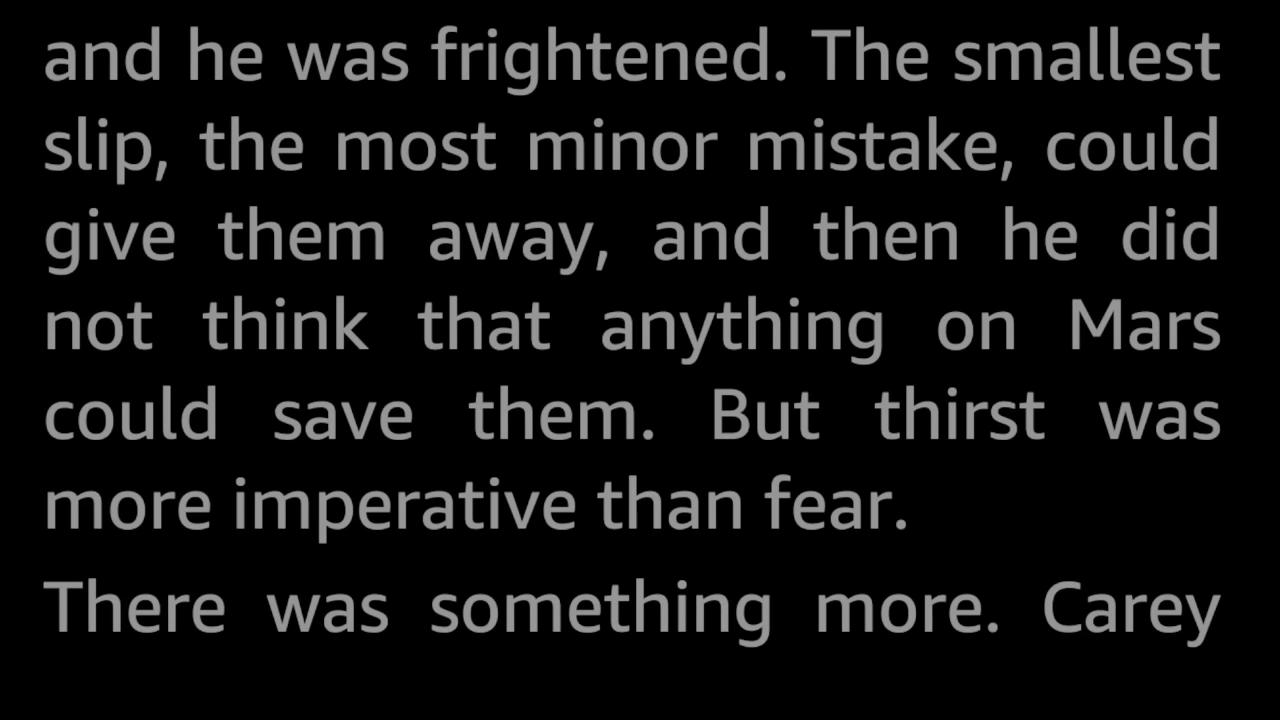 and he was frightened. The smallest
slip, the most minor mistake, could
give them away, and then he did
not think that anything on Mars
could save them. But thirst was
more imperative than fear.
There was something more. Carey